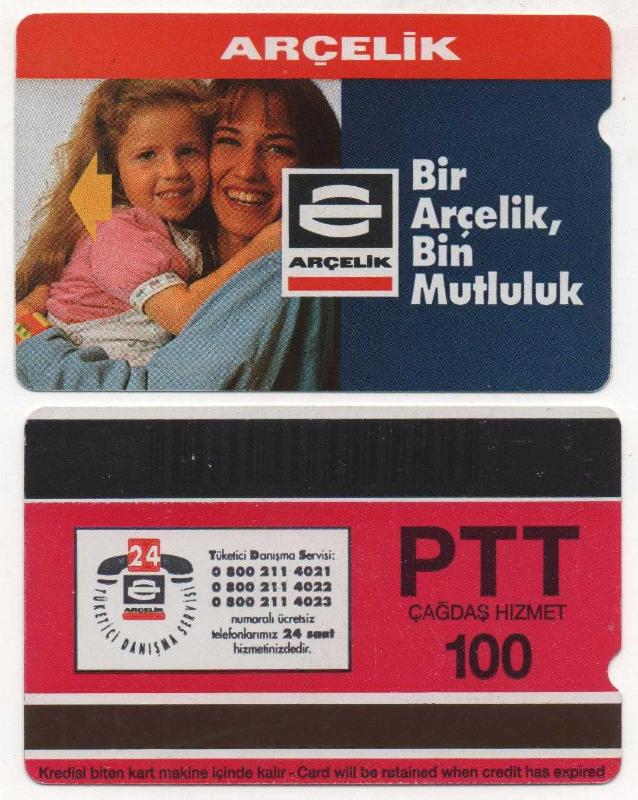 ARÇELİK
Bir
Arçelik,
Bin
Mutluluk
ARÇELİK
24
ARÇELİK
TÜKETİCİ DANIŞMA SERVİSİ
Tüketici Danışma Servisi:
0 800 211 4021
0 800 211 4022
0 800 211 4023
numaralı ücretsiz
telefonlarımız 24 saat
hizmetinizdedir.
PTT
ÇAĞDAŞ HIZMET
100
Kredisi biten kart makine içinde kalır - Card will be retained when credit has expired